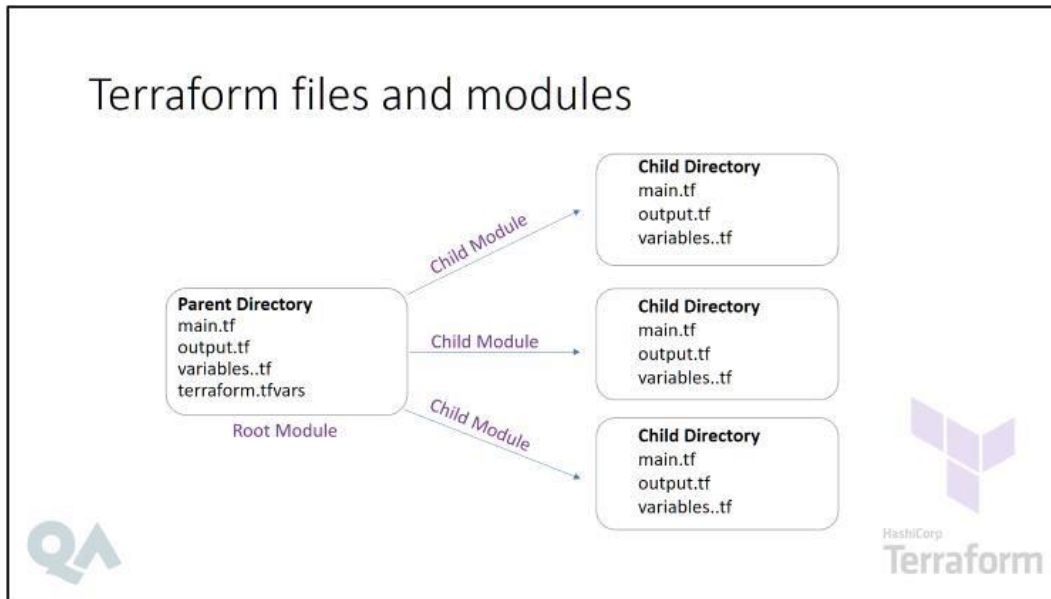 Terraform files and modules
Parent Directory
main.tf
output.tf
variables..tf
terraform.tfvars
Root Module
Child Module
Child Directory
main.tf
output.tf
variables..tf
Child Module
Child Directory
main.tf
output.tf
variables..tf
Child Module
Child Directory
main.tf
output.tf
variables..tf
QA
HashiCorp
Terraform